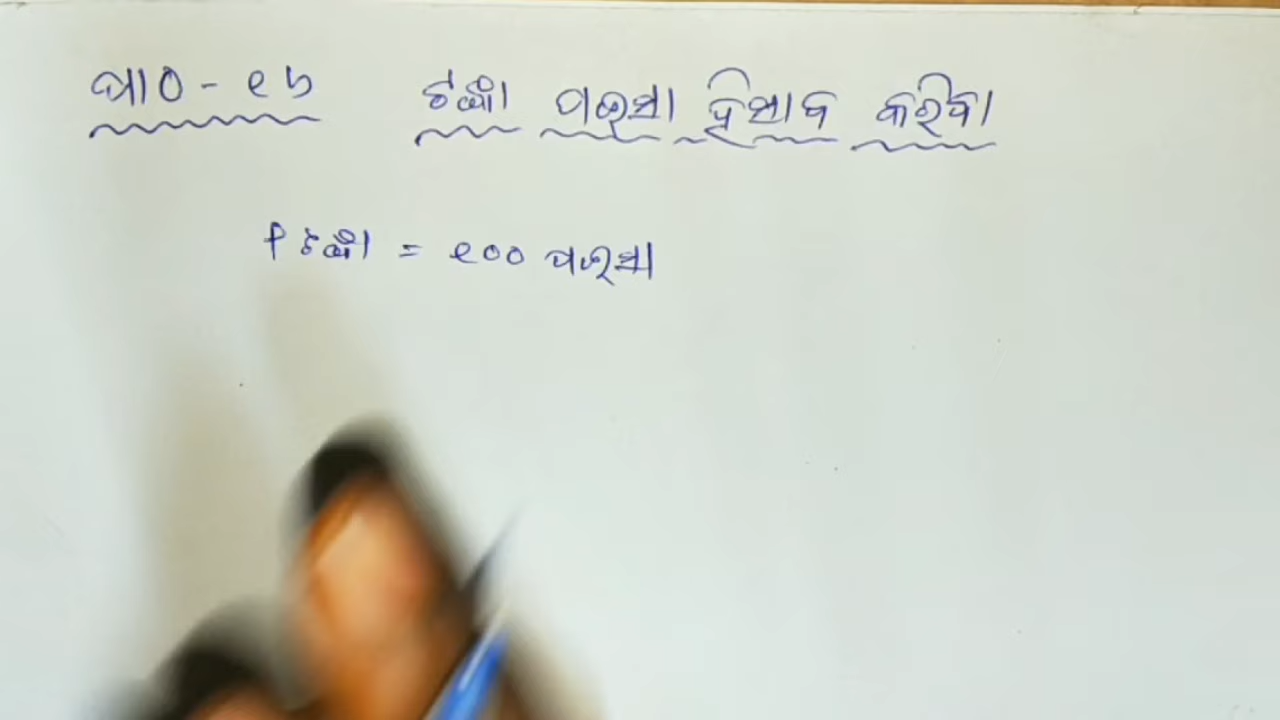 ପାଠ - ୧୬ ଟଙ୍କା ପଇସା ହିସାବ କରିବା
୧ ଟଙ୍କା = ୧୦୦ ପଇସା